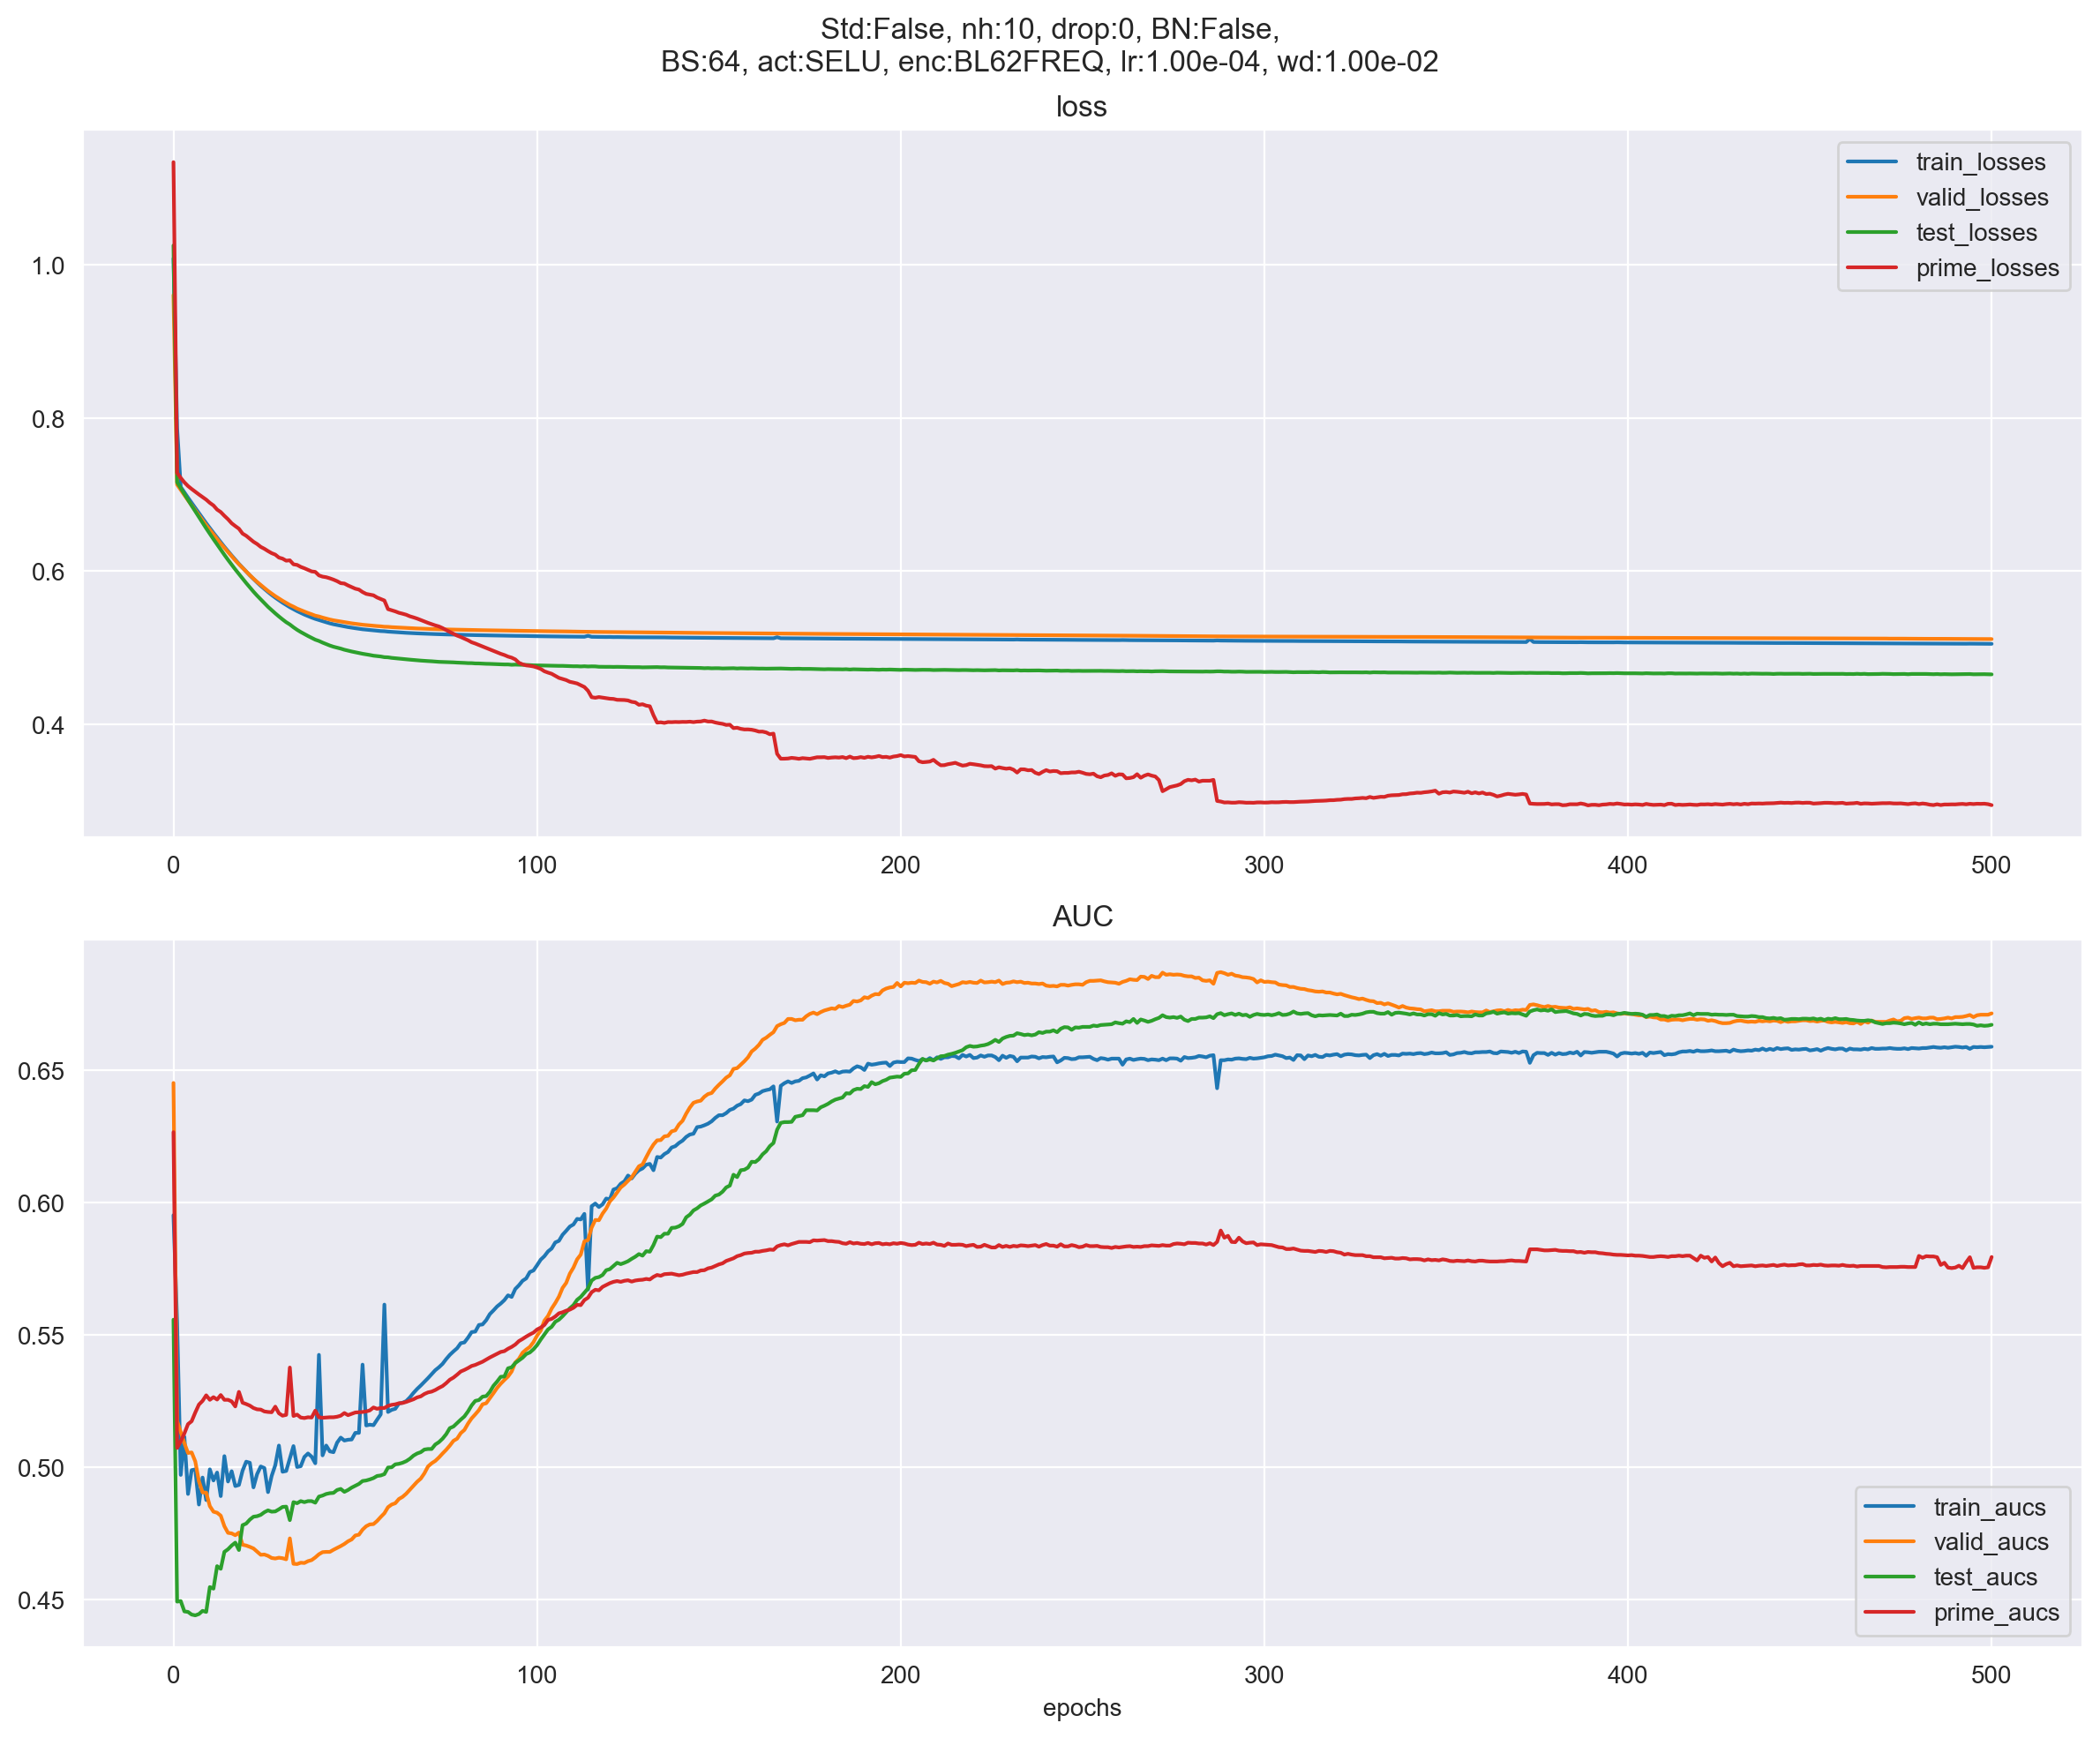 Std:False, nh:10, drop:0, BN:False,
BS:64, act:SELU, enc:BL62FREQ, lr:1.00e-04, wd:1.00e-02
loss
train_losses
valid_losses
test_losses
prime_losses
1.0
0.8
0.6
0.4
0 100 200 300 400 500
AUC
0.65
0.60
0.55
0.50
0.45
train_aucs
valid_aucs
test_aucs
prime_aucs
0 100 200 300 400 500
epochs